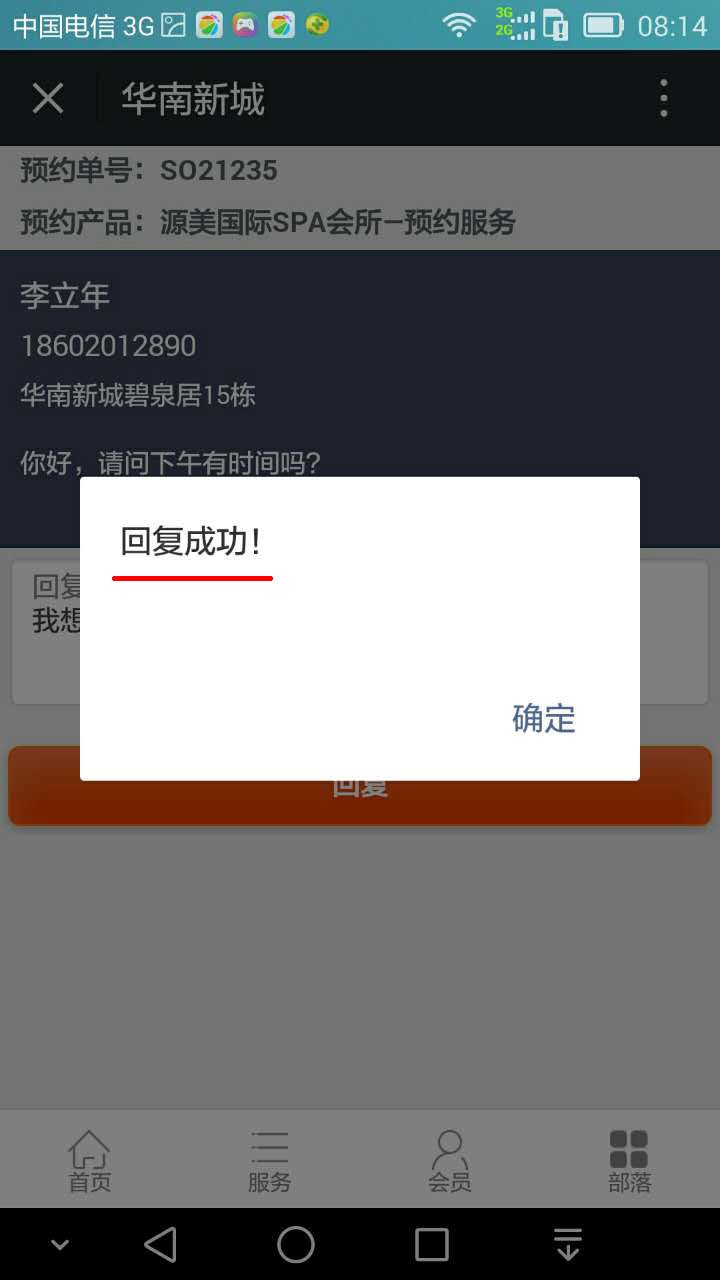 中国电信 3G
3G
2G
08:14
华南新城
预约单号：SO21235
预约产品：源美国际SPA会所—预约服务
李立年
18602012890
华南新城碧泉居15栋
你好，请问下午有时间吗?
回复成功！
回复
我想
确定
回复
首页
服务
会员
部落